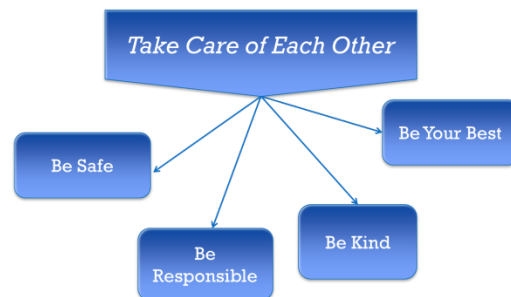 Take Care of Each Other
Be Safe
Be
Responsible
Be Kind
Be Your Best